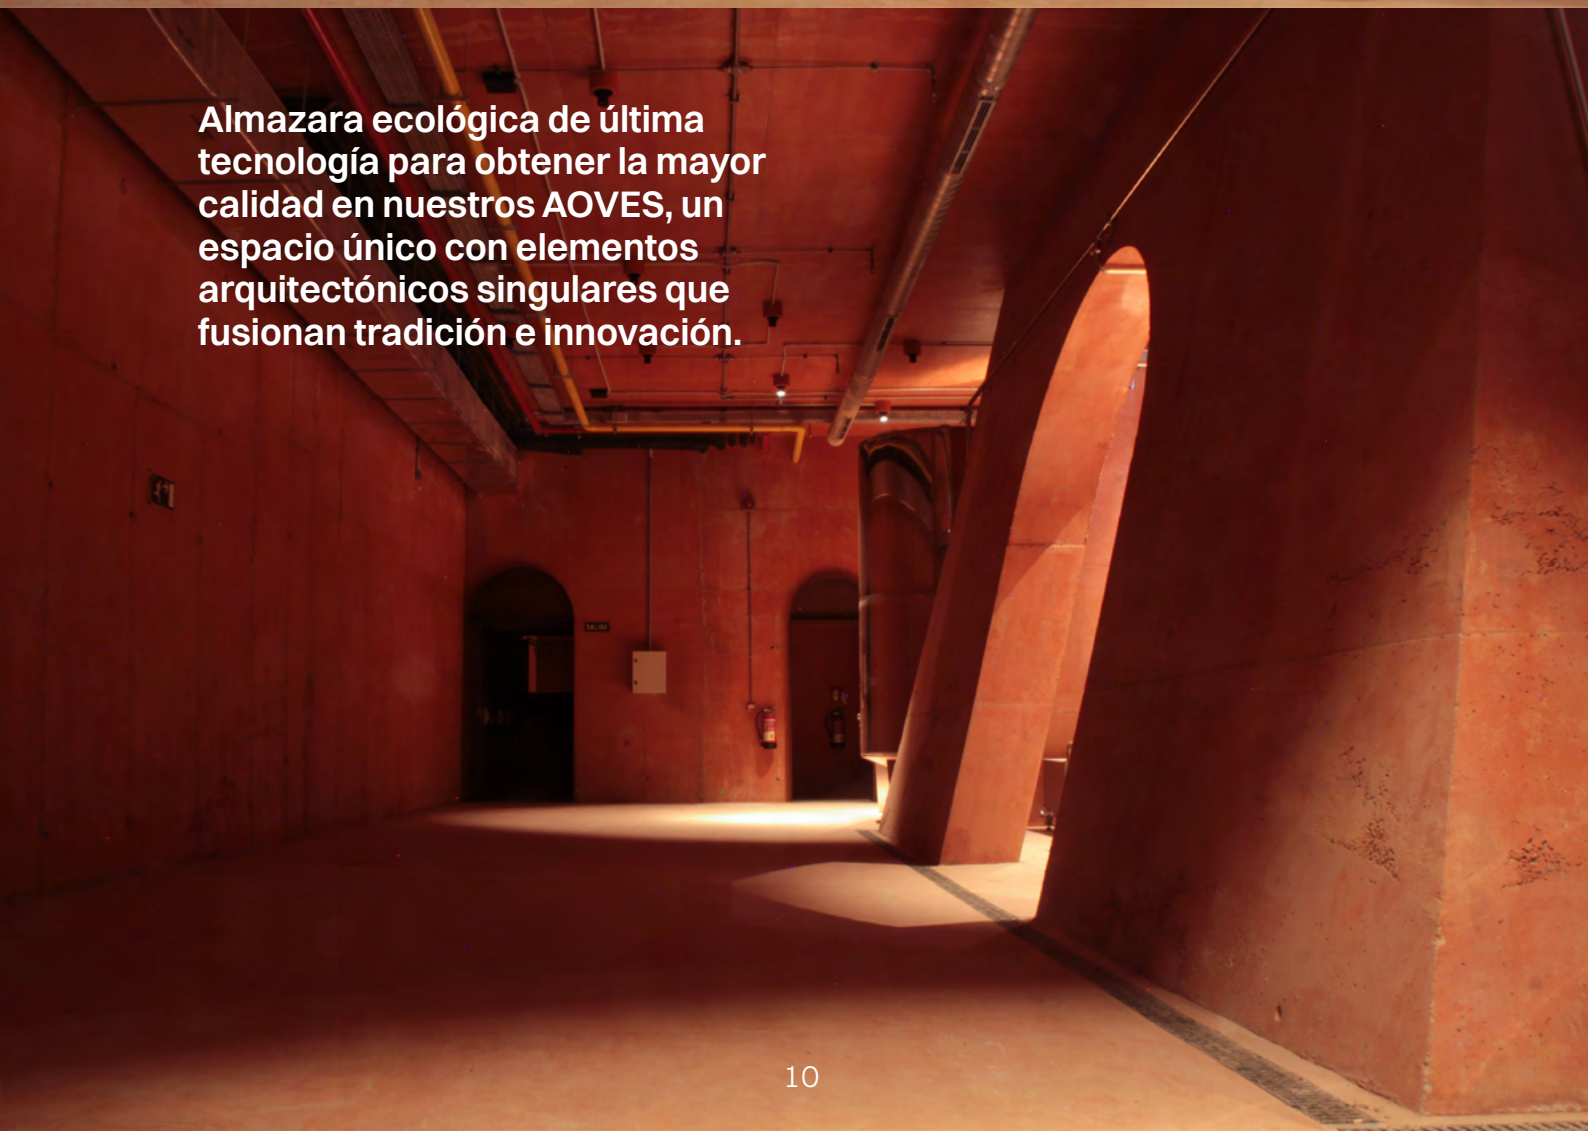 Almazara ecológica de última
tecnología para obtener la mayor
calidad en nuestros AOVES, un
espacio único con elementos
arquitectónicos singulares que
fusionan tradición e innovación.
SALIDA
10